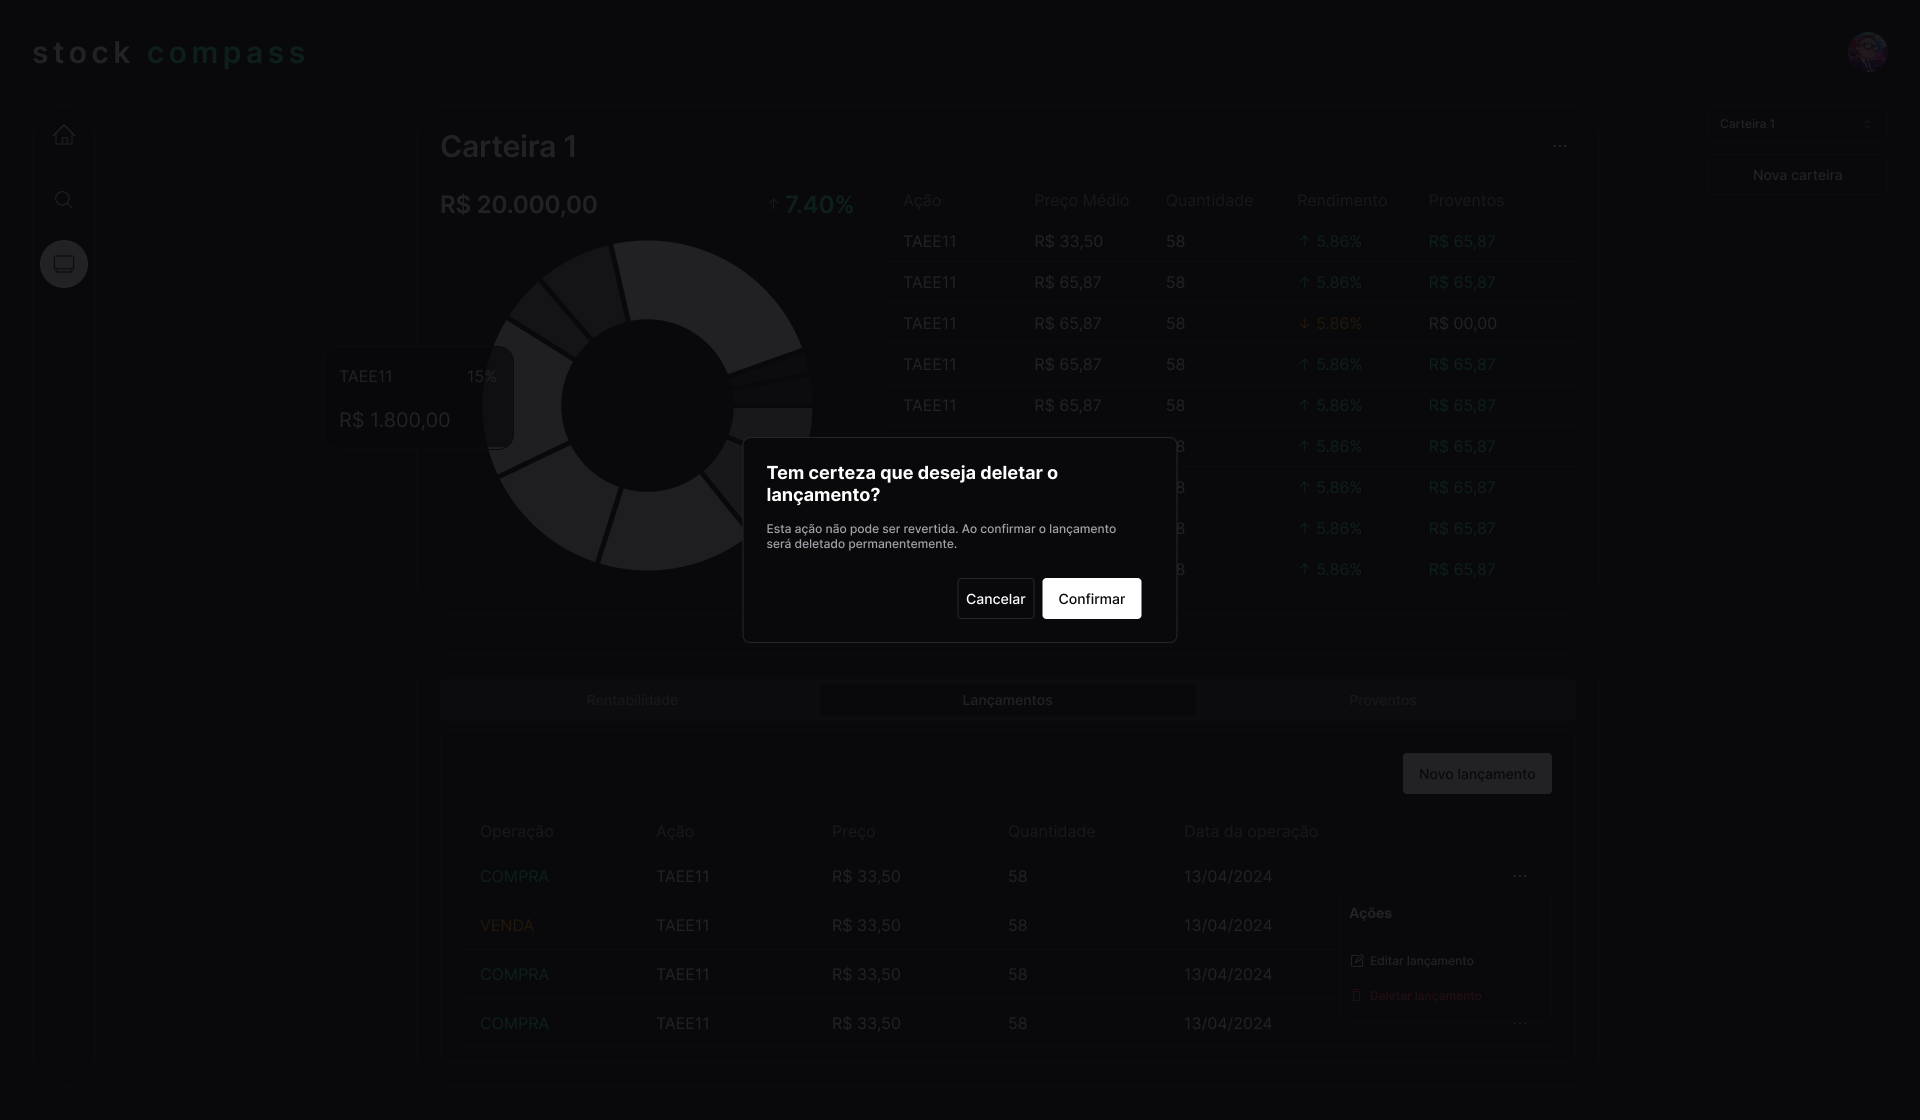 stock compass
Carteira 1
Nova carteira
Carteira 1
...
R$ 20.000,00 ↑ 7.40%
TAEE11 15%
R$ 1.800,00
Ação Preço Médio Quantidade Rendimento Proventos
TAEE11 R$ 33,50 58 ↑ 5.86% R$ 65,87
TAEE11 R$ 65,87 58 ↑ 5.86% R$ 65,87
TAEE11 R$ 65,87 58 ↓ 5.86% R$ 00,00
TAEE11 R$ 65,87 58 ↑ 5.86% R$ 65,87
TAEE11 R$ 65,87 58 ↑ 5.86% R$ 65,87
8 ↑ 5.86% R$ 65,87
8 ↑ 5.86% R$ 65,87
8 ↑ 5.86% R$ 65,87
8 ↑ 5.86% R$ 65,87
Tem certeza que deseja deletar o
lançamento?
Esta ação não pode ser revertida. Ao confirmar o lançamento
será deletado permanentemente.
Cancelar Confirmar
Rentabilidade Lançamentos Proventos
Novo lançamento
Operação Ação Preço Quantidade Data da operação
COMPRA TAEE11 R$ 33,50 58 13/04/2024 ...
VENDA TAEE11 R$ 33,50 58 13/04/2024
COMPRA TAEE11 R$ 33,50 58 13/04/2024
COMPRA TAEE11 R$ 33,50 58 13/04/2024 ...
Ações
Editar lançamento
Deletar lançamento